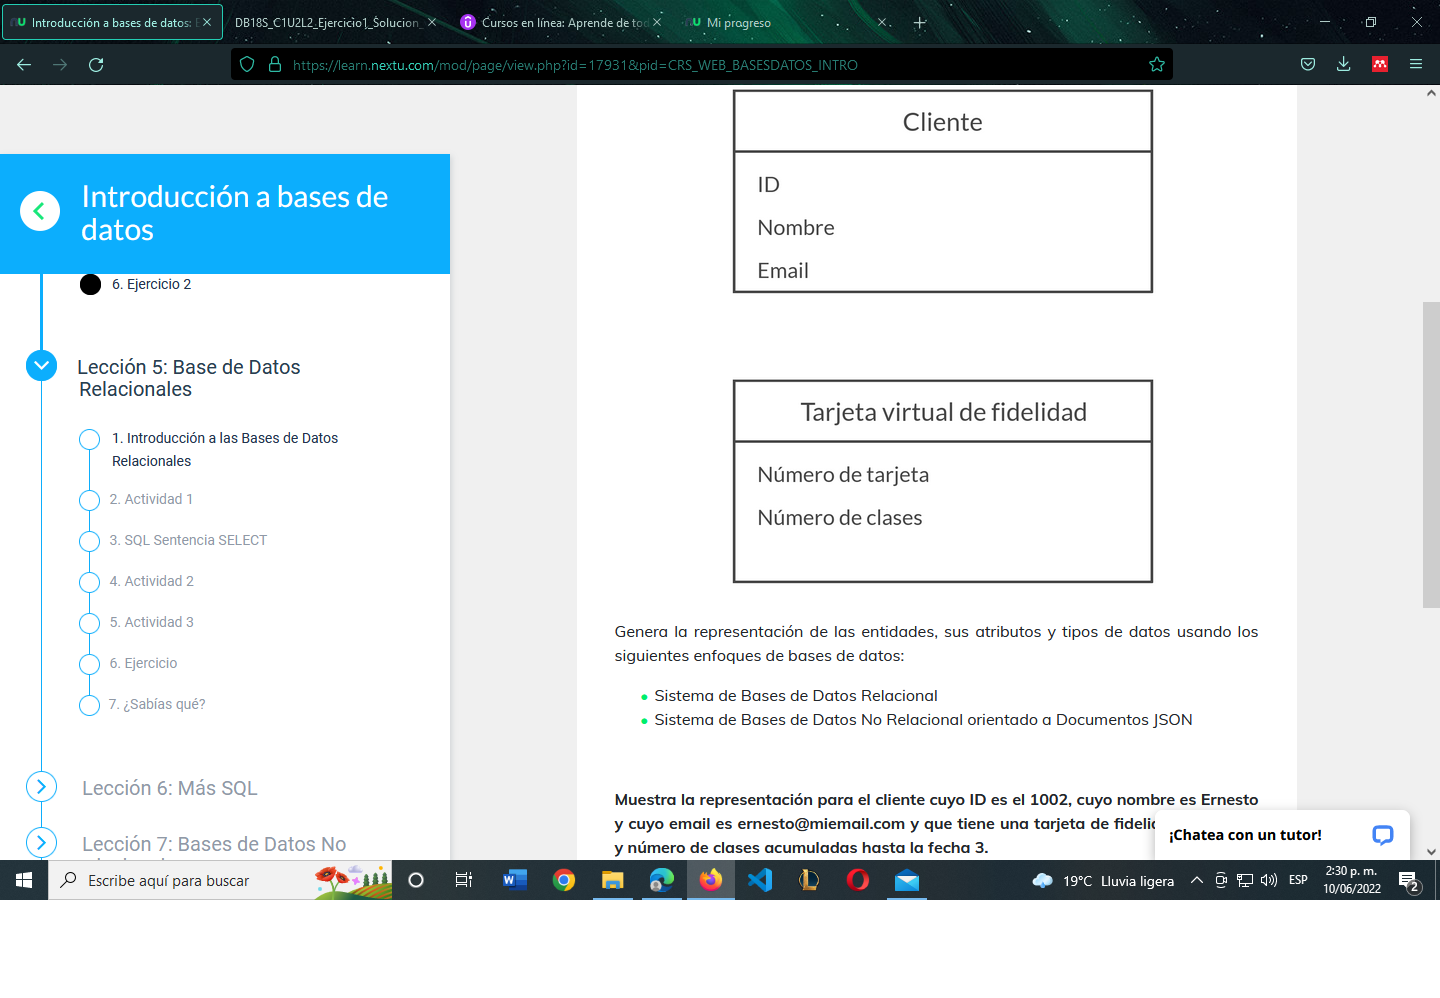 Introducción a bases de datos:
DB18S_C1U2L2_Ejercicio1_Solucion_
Cursos en línea: Aprende de tod
Mi progreso
https://learn.nextu.com/mod/page/view.php?id=17931&pid=CRS_WEB_BASESDATOS_INTRO
Introducción a bases de
datos
6. Ejercicio 2
Lección 5: Base de Datos
Relacionales
1. Introducción a las Bases de Datos
Relacionales
2. Actividad 1
3. SQL Sentencia SELECT
4. Actividad 2
5. Actividad 3
6. Ejercicio
7. ¿Sabías qué?
Lección 6: Más SQL
Lección 7: Bases de Datos No
Cliente
ID
Nombre
Email
Tarjeta virtual de fidelidad
Número de tarjeta
Número de clases
Genera la representación de las entidades, sus atributos y tipos de datos usando los
siguientes enfoques de bases de datos:
Sistema de Bases de Datos Relacional
Sistema de Bases de Datos No Relacional orientado a Documentos JSON
Muestra la representación para el cliente cuyo ID es el 1002, cuyo nombre es Ernesto
y cuyo email es ernesto@miemail.com y que tiene una tarjeta de
y número de clases acumuladas hasta la fecha 3.
¡Chatea con un tutor!
Escribe aquí para buscar
19°C Lluvia ligera
ESP
2:30 p. m.
10/06/2022
2